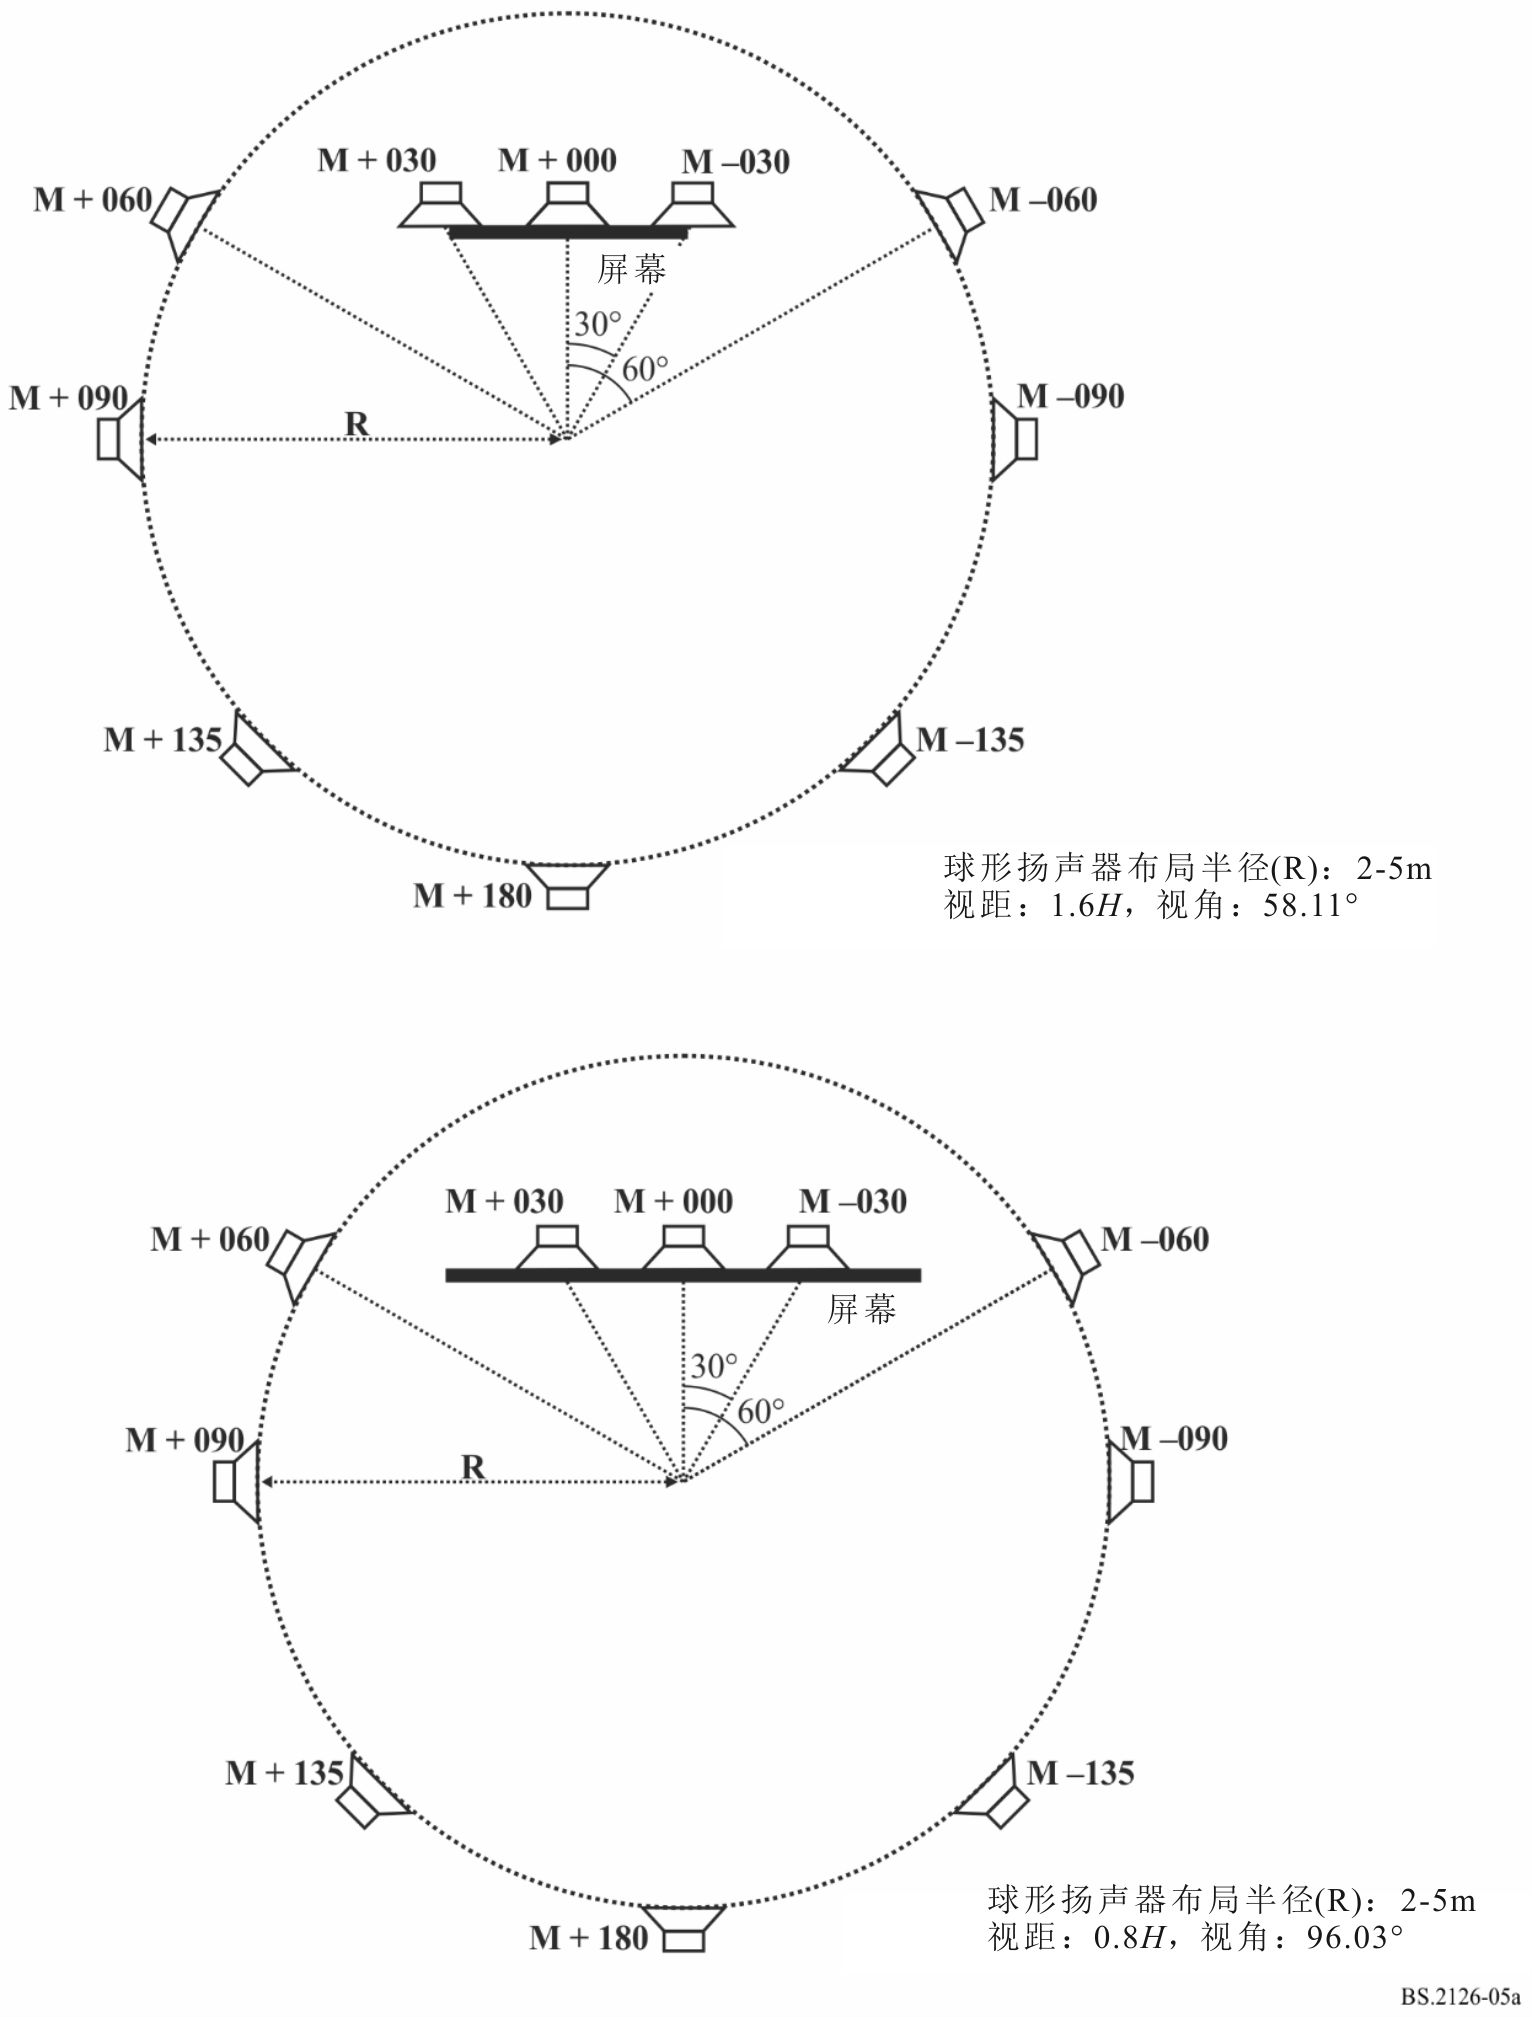 M + 030 M + 000 M –030
M + 060 M –060
屏幕
30°
60°
M + 090 R M –090
M + 135 M –135
球形扬声器布局半径(R)：2-5m
M + 180 视距：1.6H，视角：58.11°
M + 030 M + 000 M –030
M + 060 M –060
屏幕
30°
60°
M + 090 R M –090
M + 135 M –135
球形扬声器布局半径(R)：2-5m
M + 180 视距：0.8H，视角：96.03°
BS.2126-05a